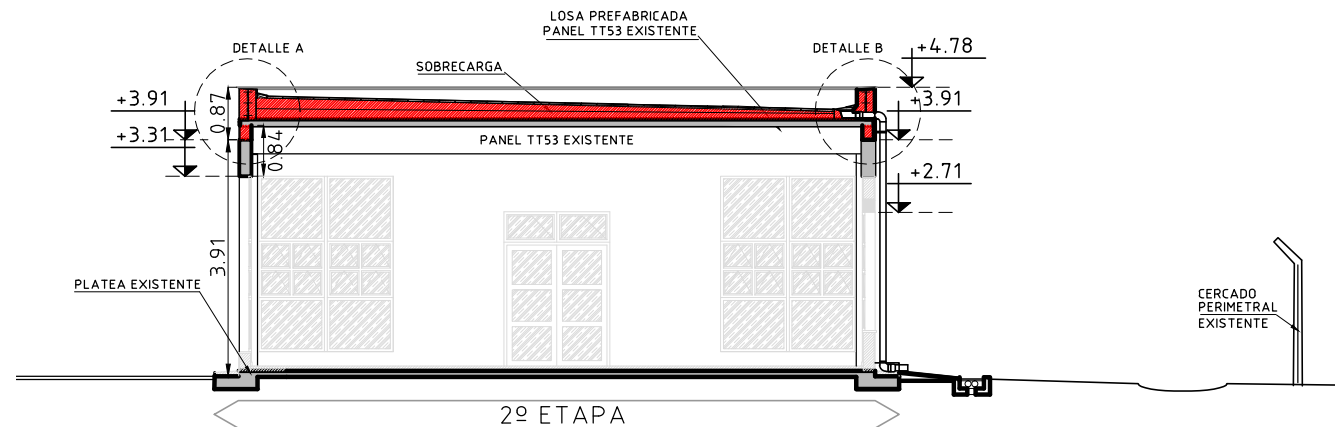 LOSA PREFABRICADA
PANEL TT53 EXISTENTE
DETALLE A
DETALLE B
+4.78
SOBRECARGA
+3.91
+3.91
0.87
+3.31
PANEL TT53 EXISTENTE
0.84
+2.71
3.91
PLATEA EXISTENTE
CERCADO
PERIMETRAL
EXISTENTE
2º ETAPA